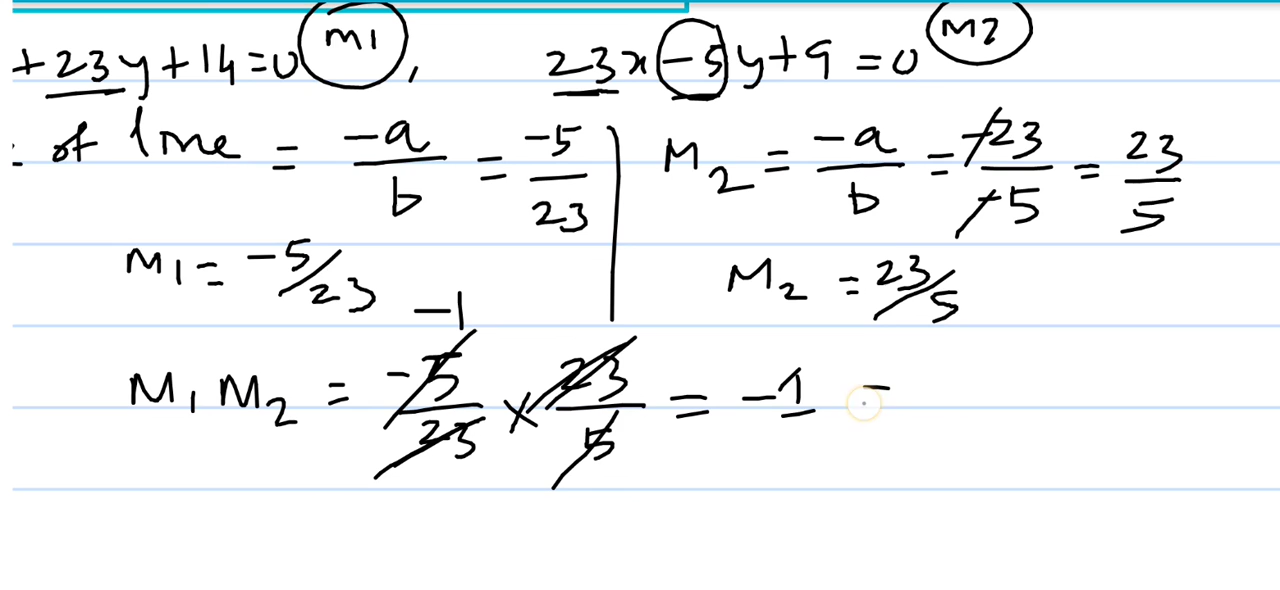 +23y+14=0 m1 , 23x-5y+9=0 M2
: of line = -a/b = -5/23 M2 = -a/b = -23/-5 = 23/5
M1 = -5/23 M2 = 23/5
-1
M1 M2 = -5/23 × 23/5 = -1 -